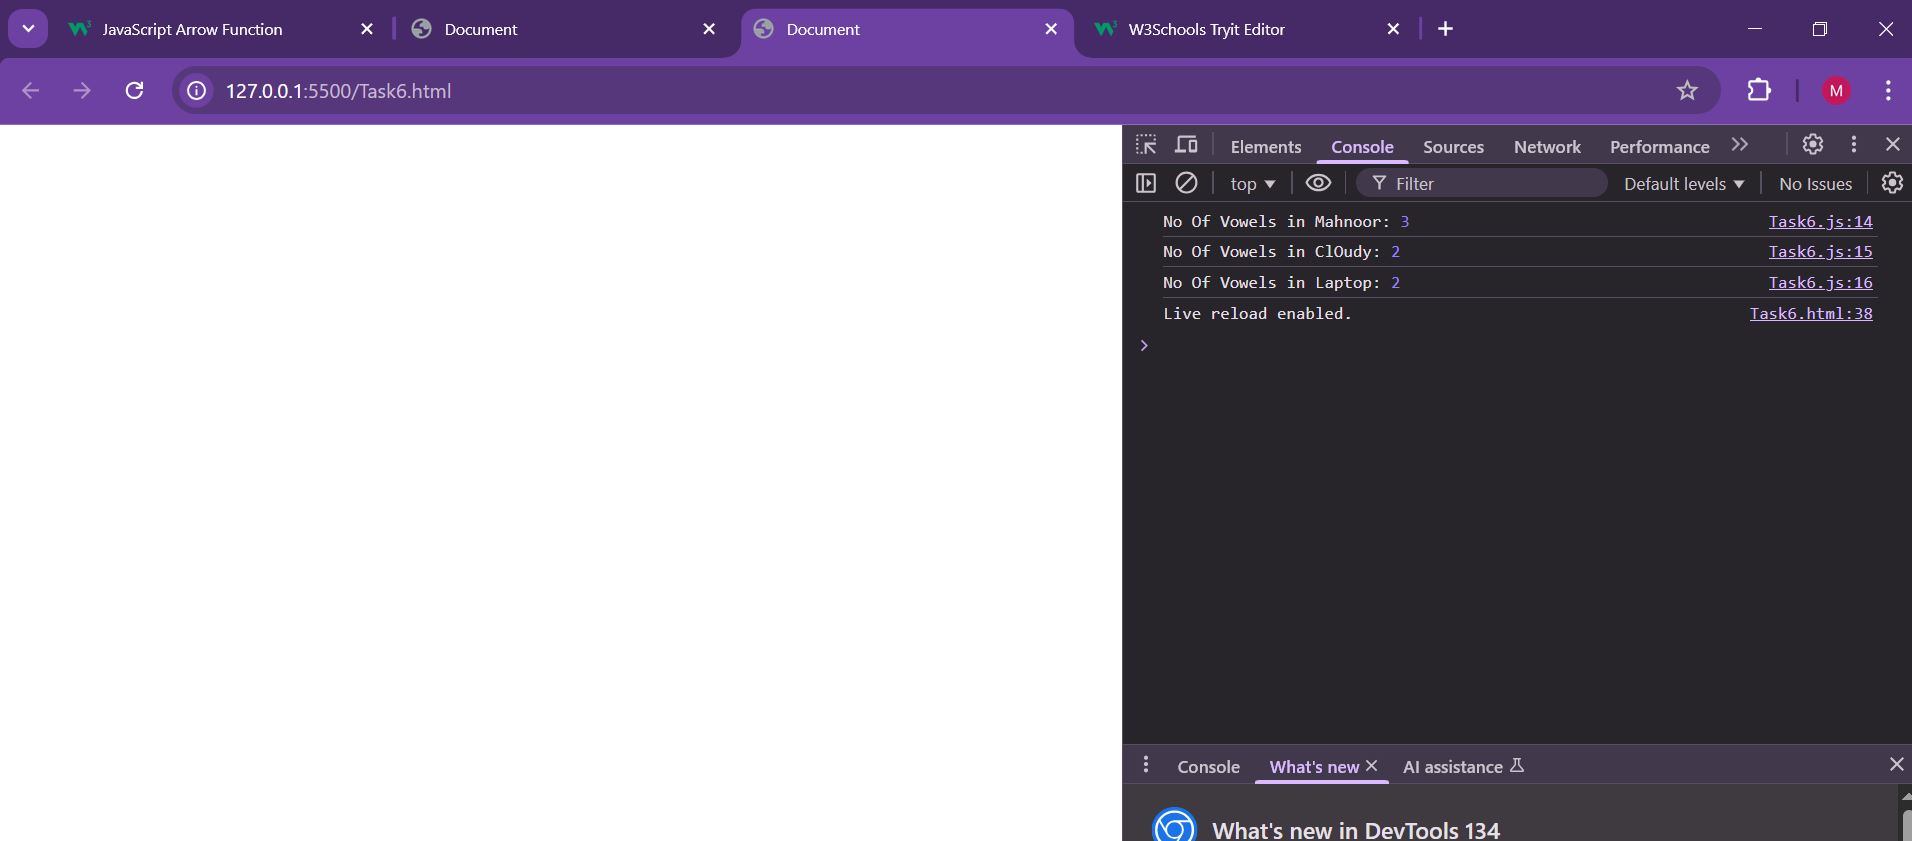 JavaScript Arrow Function
Document
Document
W3Schools Tryit Editor
127.0.0.1:5500/Task6.html
M
Elements Console Sources Network Performance
top Filter Default levels No Issues
No Of Vowels in Mahnoor: 3 Task6.js:14
No Of Vowels in ClOudy: 2 Task6.js:15
No Of Vowels in Laptop: 2 Task6.js:16
Live reload enabled. Task6.html:38
Console What's new AI assistance
What's new in DevTools 134